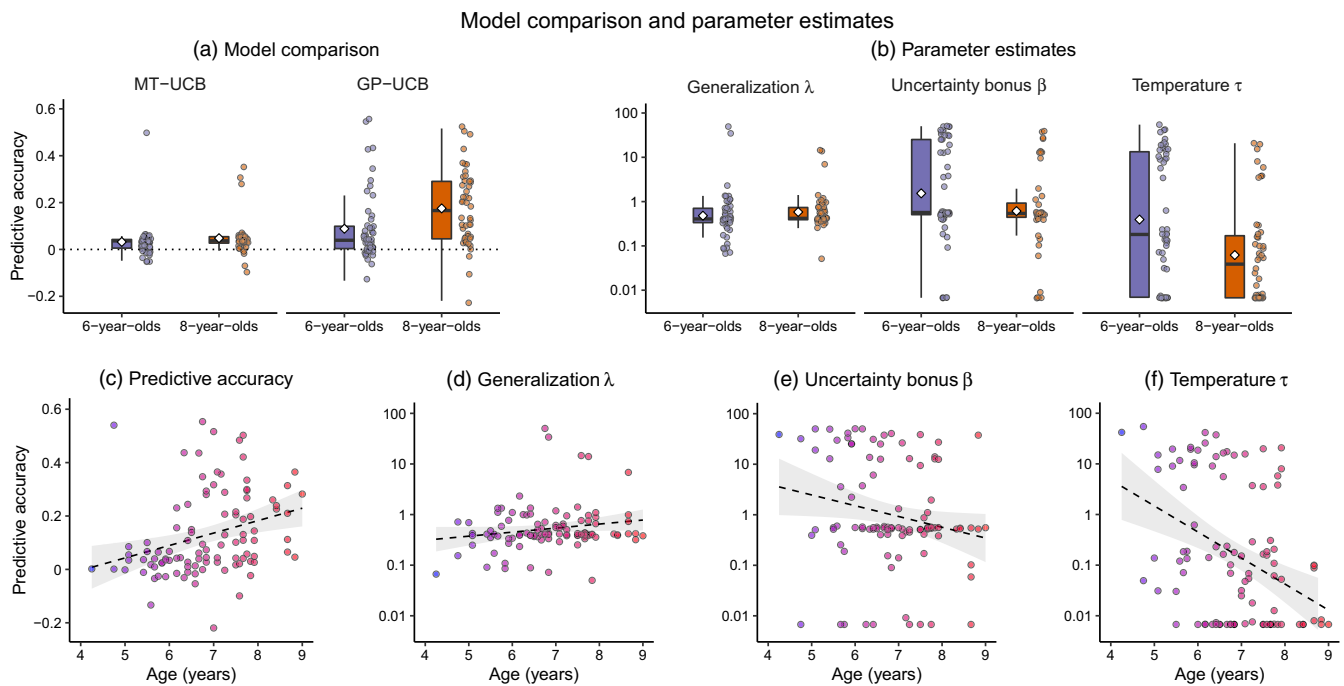 Model comparison and parameter estimates
(a) Model comparison
(b) Parameter estimates
MT−UCB
GP−UCB
Generalization λ
Uncertainty bonus β
Temperature τ
Predictive accuracy
0.6
0.4
0.2
0
−0.2
100
10
1
0.1
0.01
6-year-olds
8-year-olds
6-year-olds
8-year-olds
6-year-olds
8-year-olds
6-year-olds
8-year-olds
6-year-olds
8-year-olds
(c) Predictive accuracy
(d) Generalization λ
(e) Uncertainty bonus β
(f) Temperature τ
Predictive accuracy
0.6
0.4
0.2
0
−0.2
100
10
1
0.1
0.01
100
10
1
0.1
0.01
100
10
1
0.1
0.01
4 5 6 7 8 9
4 5 6 7 8 9
4 5 6 7 8 9
4 5 6 7 8 9
Age (years)
Age (years)
Age (years)
Age (years)